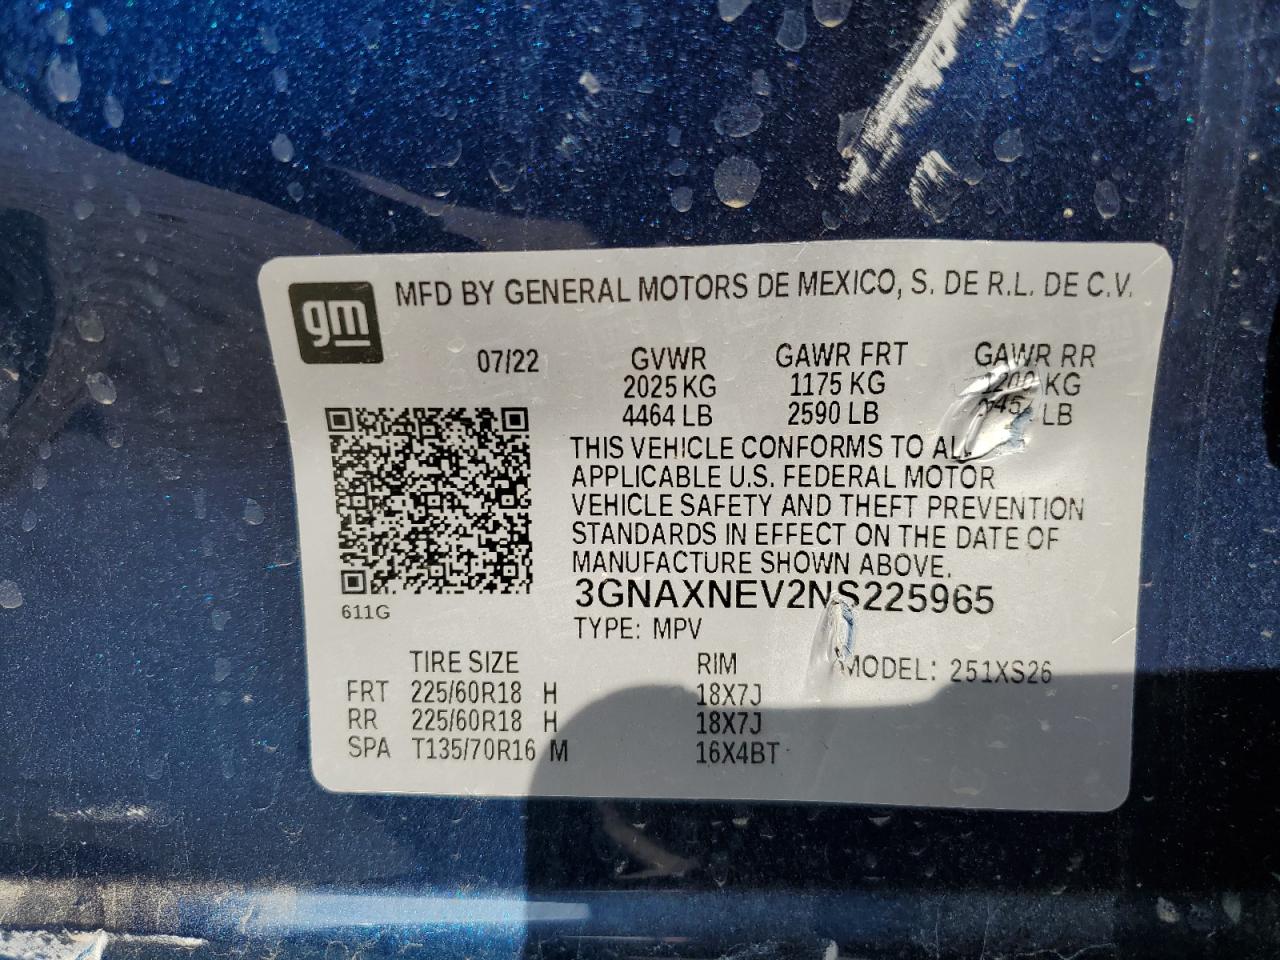 gm
MFD BY GENERAL MOTORS DE MEXICO, S. DE R.L. DE C.V.
07/22 GVWR GAWR FRT GAWR RR
2025 KG 1175 KG KG
4464 LB 2590 LB LB
THIS VEHICLE CONFORMS TO ALL
APPLICABLE U.S. FEDERAL MOTOR
VEHICLE SAFETY AND THEFT PREVENTION
STANDARDS IN EFFECT ON THE DATE OF
MANUFACTURE SHOWN ABOVE.
3GNAXNEV2NS225965
611G
TYPE: MPV
TIRE SIZE RIM MODEL: 251XS26
FRT 225/60R18 H 18X7J
RR 225/60R18 H 18X7J
SPA T135/70R16 M 16X4BT